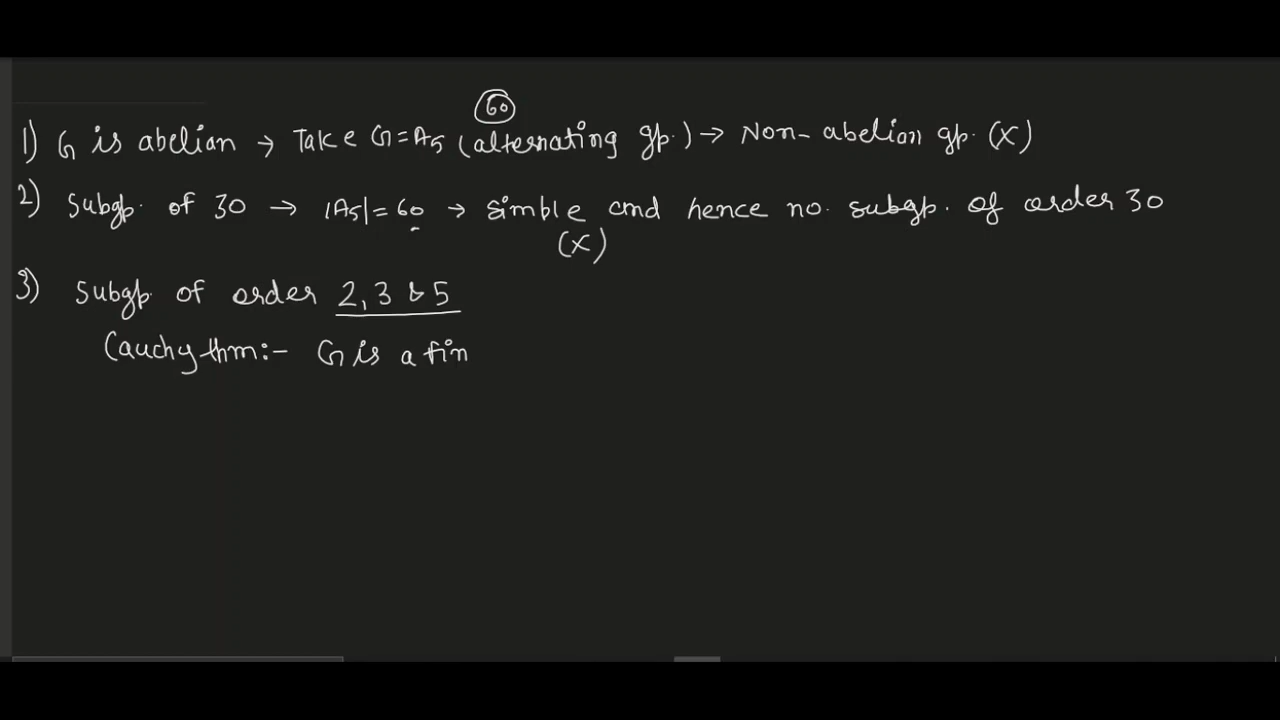 60
1) G is abelian → Take G = A5 (alternating gp.) → Non-abelian gp. (X)
2) Subgp. of 30 → |A5| = 60 → simple and hence no. subgp. of order 30
(X)
3) Subgp. of order 2, 3 & 5
Cauchy thm:- G is a fin